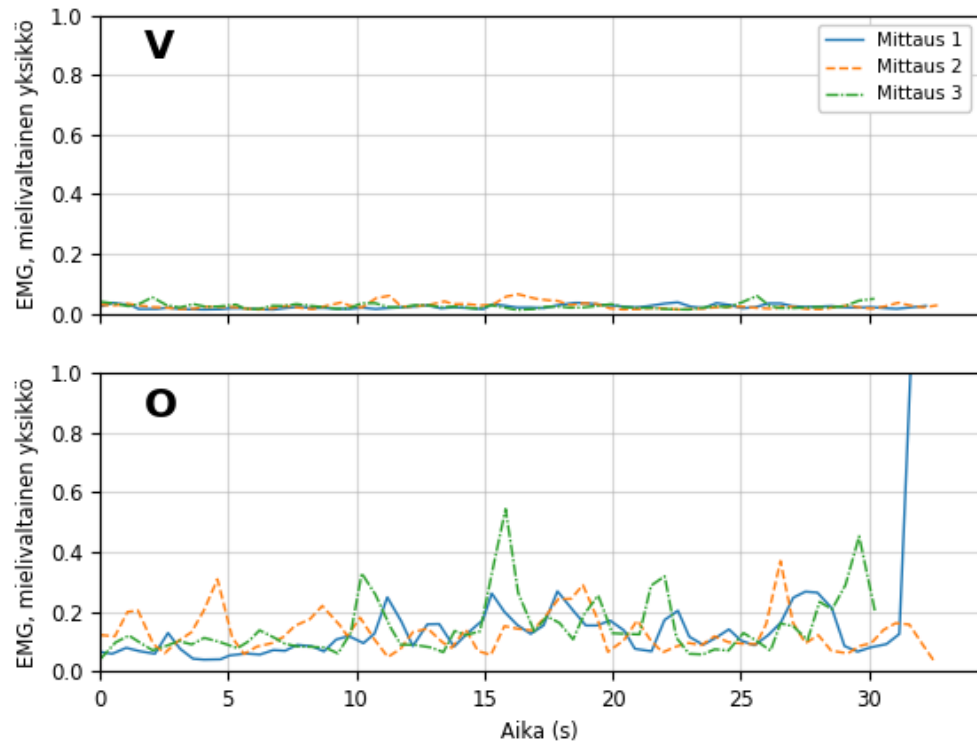 V
Mittaus 1
Mittaus 2
Mittaus 3
EMG, mielivaltainen yksikkö
1.0
0.8
0.6
0.4
0.2
0.0
O
EMG, mielivaltainen yksikkö
1.0
0.8
0.6
0.4
0.2
0.0
0 5 10 15 20 25 30
Aika (s)